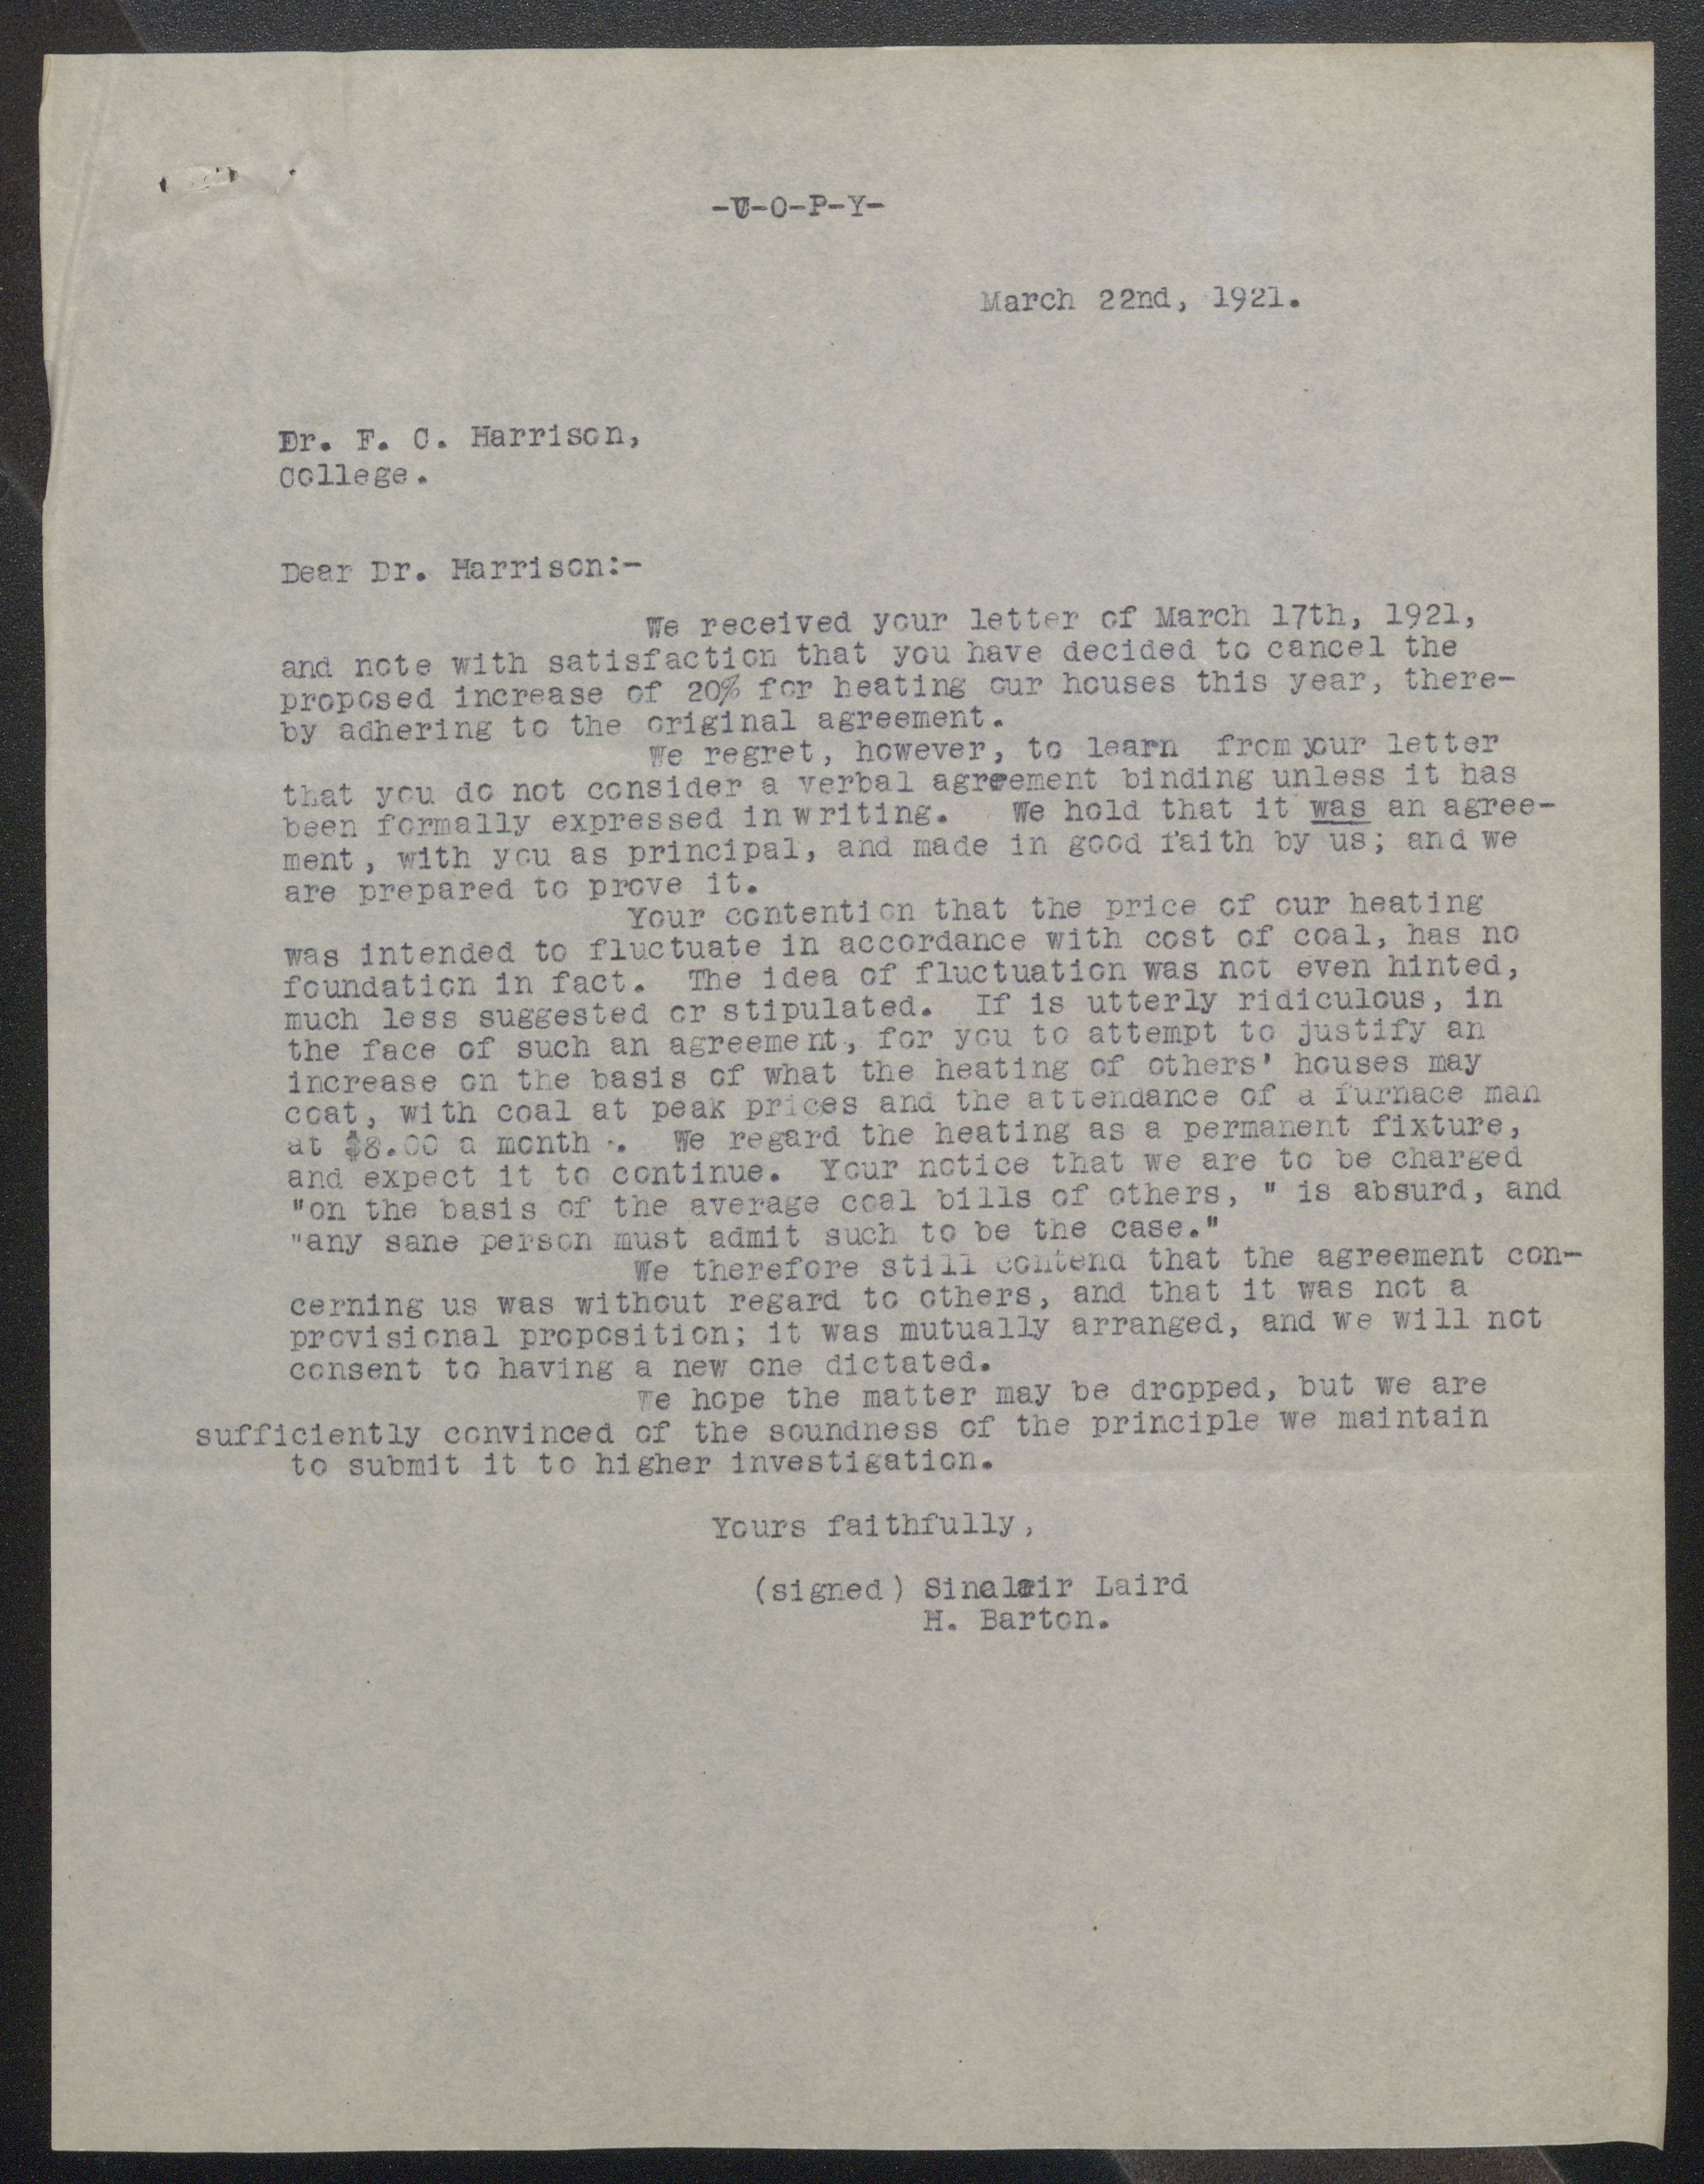 -C-O-P-Y-
March 22nd, 1921.
Dr. F. C. Harrison,
College.
Dear Dr. Harrison:-
We received your letter of March 17th, 1921,
and note with satisfaction that you have decided to cancel the
proposed increase of 20% for heating our houses this year, there-
by adhering to the original agreement.
We regret, however, to learn from your letter
that you do not consider a verbal agreement binding unless it has
been formally expressed in writing. We hold that it was an agree-
ment, with you as principal, and made in good faith by us; and we
are prepared to prove it.
Your contention that the price of our heating
was intended to fluctuate in accordance with cost of coal, has no
foundation in fact. The idea of fluctuation was not even hinted,
much less suggested or stipulated. If is utterly ridiculous, in
the face of such an agreement, for you to attempt to justify an
increase on the basis of what the heating of others' houses may
coat, with coal at peak prices and the attendance of a furnace man
at $8.00 a month . We regard the heating as a permanent fixture,
and expect it to continue. Your notice that we are to be charged
"on the basis of the average coal bills of others, " is absurd, and
"any sane person must admit such to be the case."
We therefore still contend that the agreement con-
cerning us was without regard to others, and that it was not a
provisional proposition; it was mutually arranged, and we will not
consent to having a new one dictated.
We hope the matter may be dropped, but we are
sufficiently convinced of the soundness of the principle we maintain
to submit it to higher investigation.
Yours faithfully,
(signed) Sinclair Laird
H. Barton.